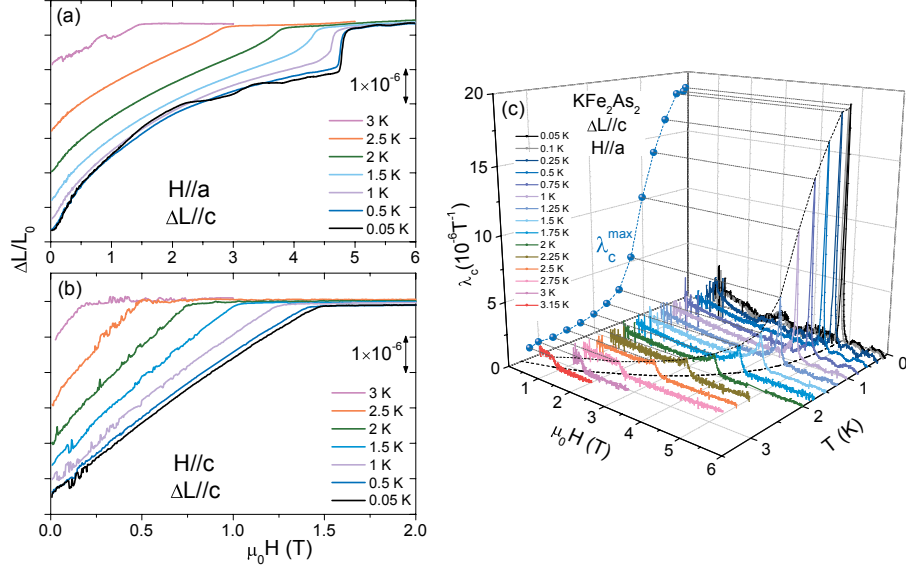 (a)
1×10⁻⁶
3 K
2.5 K
2 K
1.5 K
1 K
0.5 K
0.05 K
H//a
ΔL//c
0 1 2 3 4 5 6
ΔL/L₀
(b)
1×10⁻⁶
3 K
2.5 K
2 K
1.5 K
1 K
0.5 K
0.05 K
H//c
ΔL//c
0.0 0.5 1.0 1.5 2.0
μ₀H (T)
(c)
KFe₂As₂
ΔL//c
H//a
0.05 K
0.1 K
0.25 K
0.5 K
0.75 K
1 K
1.25 K
1.5 K
1.75 K
2 K
2.25 K
2.5 K
2.75 K
3 K
3.15 K
λ_c^max
λ_c(10⁻⁶T⁻¹)
20
15
10
5
0
1 2 3 4 5 6
μ₀H (T)
3 2 1 0
T (K)